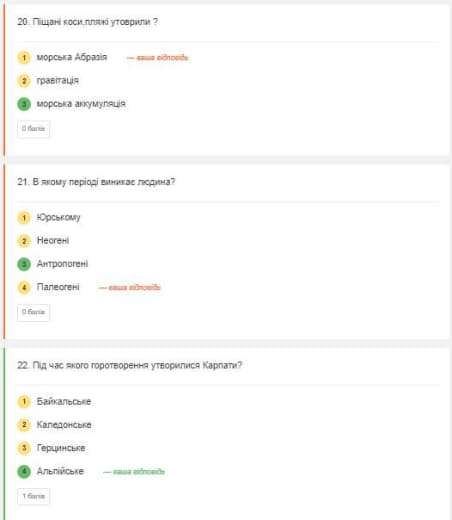 20. Піщані коси,пляжі утоврили ?
1 морська Абразія — ваша відповідь
2 гравітація
3 морська аккумуляція
0 балів
21. В якому періоді виникає людина?
1 Юрському
2 Неогені
3 Антропогені
4 Палеогені — ваша відповідь
0 балів
22. Під час якого горотворення утворилися Карпати?
1 Байкальське
2 Каледонське
3 Герцинське
4 Альпійське — ваша відповідь
1 балів